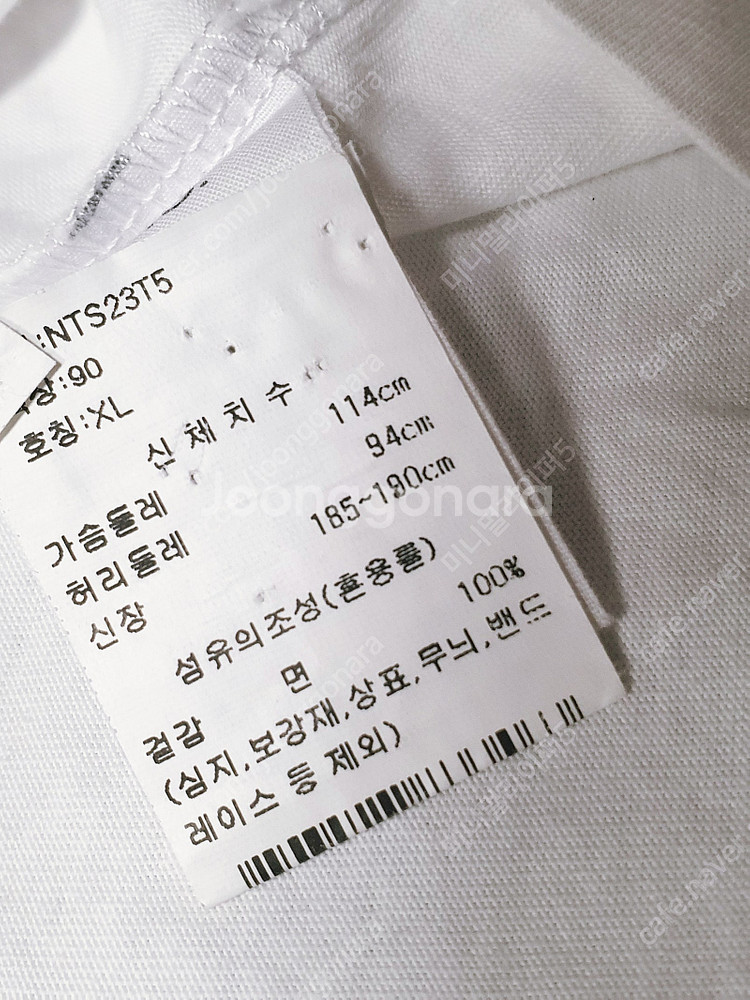 :NTS23T5
상:90
호칭:XL
신체치수
가슴둘레 114cm
허리둘레 94cm
신장 185~190cm
섬유의조성(혼용률)
겉감 면 100%
(심지,보강재,상표,무늬,밴드
레이스 등 제외)
Joonggonara